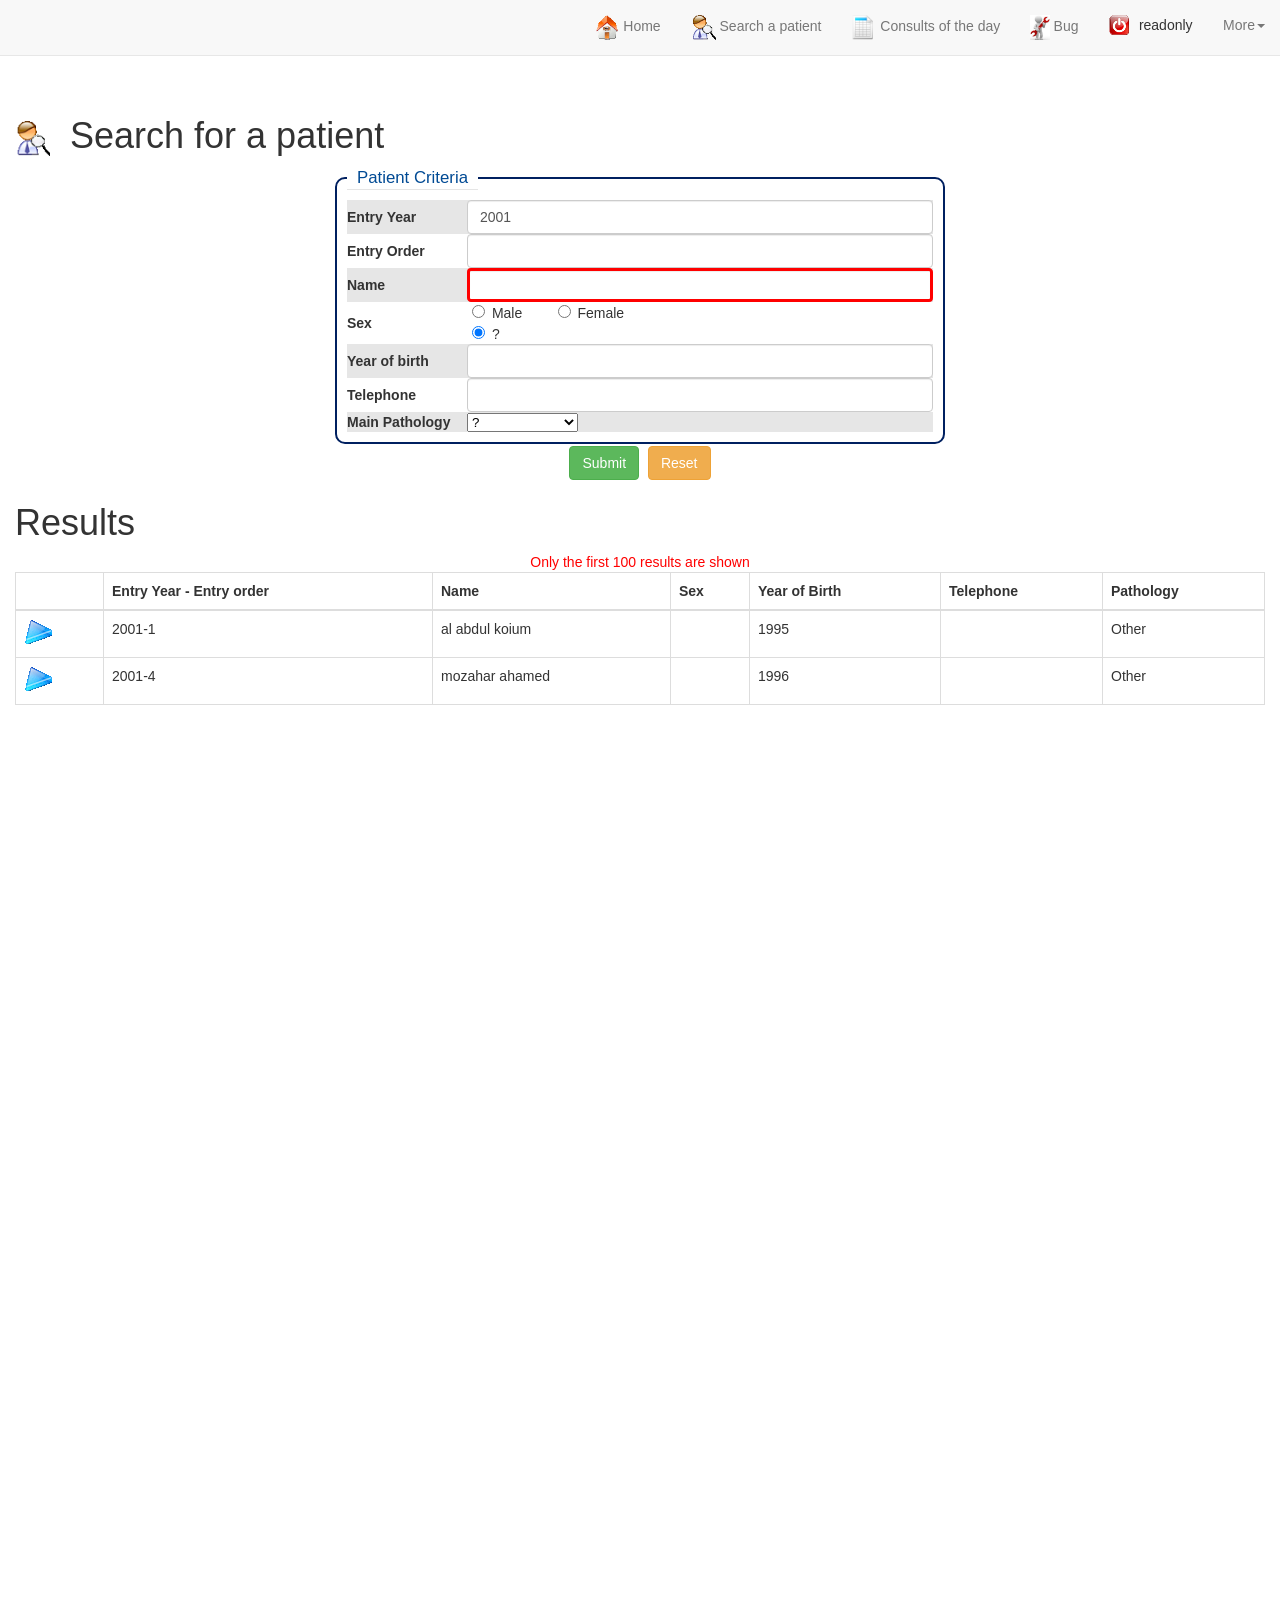 Home Search a patient Consults of the day Bug readonly More
Search for a patient
Patient Criteria
Entry Year 2001
Entry Order
Name
Male Female
Sex
?
Year of birth
Telephone
Main Pathology ?
Submit Reset
Results
Only the first 100 results are shown
Entry Year - Entry order Name Sex Year of Birth Telephone Pathology
2001-1 al abdul koium 1995 Other
2001-4 mozahar ahamed 1996 Other